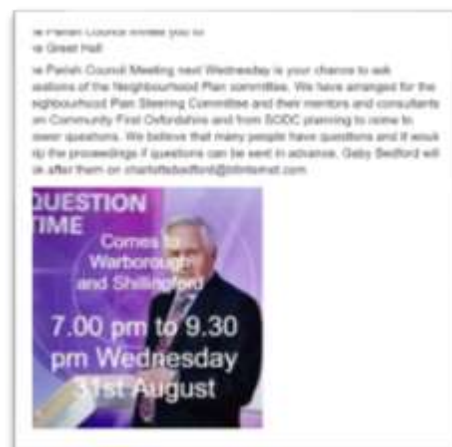 Parish Council invites you to
Great Hall
Parish Council Meeting next Wednesday is your chance to ask
of the Neighbourhood Plan committee. We have arranged for the
Plan Steering Committee and their mentors and consultants
Community First Oxfordshire and from SODC planning to come to
questions. We believe that many people have questions and it would
the proceedings if questions can be sent in advance, Gaby Bedford will
after them on
QUESTION
TIME
Comes to
Warborough
and Shillingford
7.00 pm to 9.30
pm Wednesday
31st August